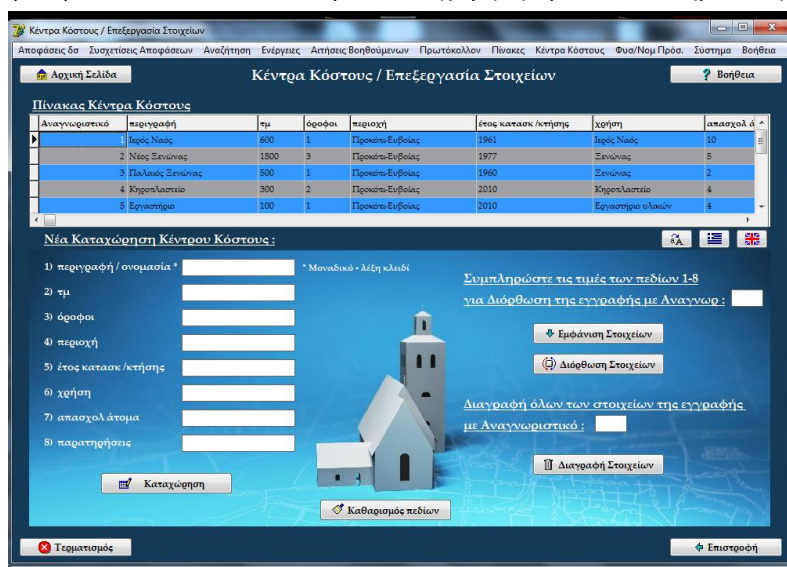 Κέντρα Κόστους / Επεξεργασία Στοιχείων
Αποφάσεις δσ Συσχετίσεις Αποφάσεων Αναζήτηση Ενέργειες Αιτήσεις Βοηθούμενων Πρωτόκολλον Πίνακες Κέντρα Κόστους Φυσ/Νομ Πρόσ. Σύστημα Βοήθεια
Αρχική Σελίδα Κέντρα Κόστους / Επεξεργασία Στοιχείων Βοήθεια
Πίνακας Κέντρα Κόστους
Αναγνωριστικό περιγραφή τμ όροφοι περιοχή έτος κατασκ /κτήσης χρήση απασχολ ά
1 Ιερός Ναός 600 1 Προκόπι-Ευβοίας 1961 Ιερός Ναός 10
2 Νέος Ξενώνας 1800 3 Προκόπι-Ευβοίας 1977 Ξενώνας 5
3 Παλαιός Ξενώνας 500 1 Προκόπι-Ευβοίας 1960 Ξενώνας 2
4 Κηροπλαστείο 300 2 Προκόπι-Ευβοίας 2010 Κηροπλαστείο 4
5 Εργαστήριο 100 1 Προκόπι-Ευβοίας 2010 Εργαστήριο υλικών 4
Νέα Καταχώρηση Κέντρου Κόστους :
1) περιγραφή / ονομασία * * Μοναδικό - λέξη κλειδί
2) τμ
3) όροφοι
4) περιοχή
5) έτος κατασκ /κτήσης
6) χρήση
7) απασχολ άτομα
8) παρατηρήσεις
Καταχώρηση
Συμπληρώστε τις τιμές των πεδίων 1-8
για Διόρθωση της εγγραφής με Αναγνωρ :
Εμφάνιση Στοιχείων
Διόρθωση Στοιχείων
Διαγραφή όλων των στοιχείων της εγγραφής
με Αναγνωριστικό :
Διαγραφή Στοιχείων
Καθαρισμός πεδίων
Τερματισμός Επιστροφή